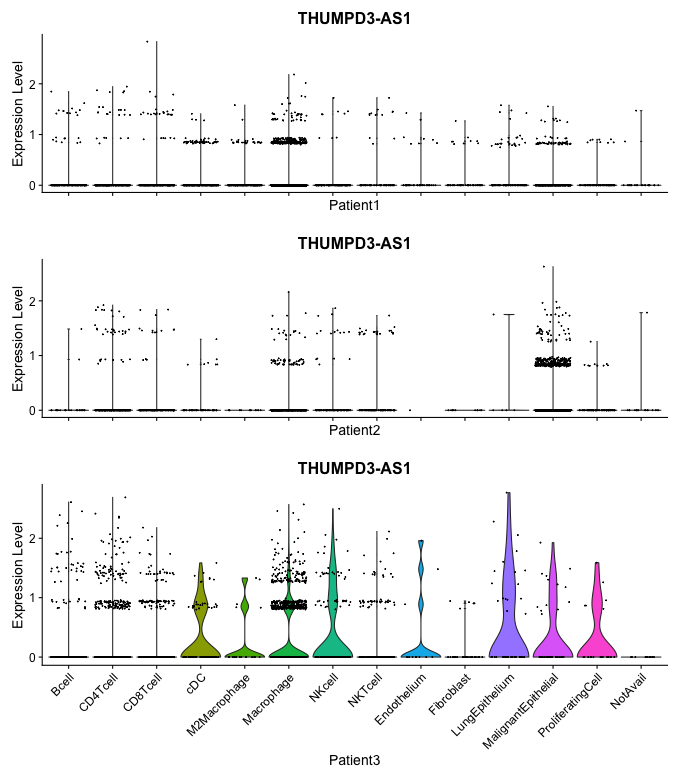 THUMPD3-AS1
Expression Level
2
1
0
Patient1
THUMPD3-AS1
Expression Level
2
1
0
Patient2
THUMPD3-AS1
Expression Level
2
1
0
Bcell
CD4Tcell
CD8Tcell
cDC
M2Macrophage
Macrophage
NKcell
NKTcell
Endothelium
Fibroblast
LungEpithelium
MalignantEpithelial
ProliferatingCell
NotAvail
Patient3